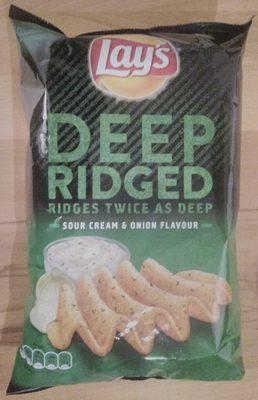 Lay's
DEEP
RIDGED
RIDGES TWICE AS DEEP
SOUR CREAM & ONION FLAVOUR